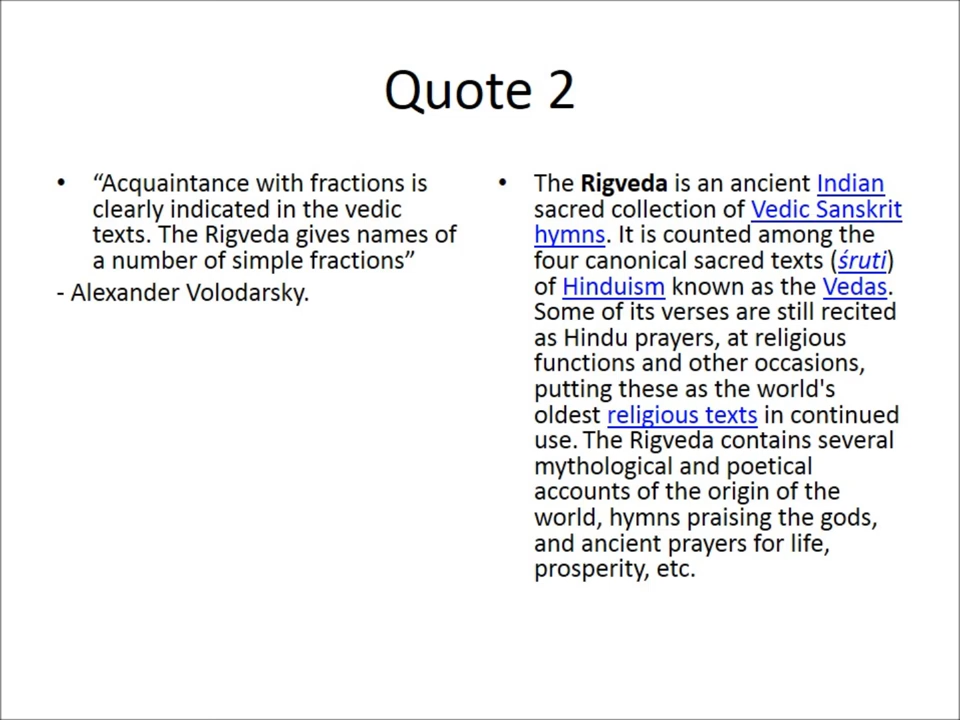 Quote 2
• “Acquaintance with fractions is
clearly indicated in the vedic
texts. The Rigveda gives names of
a number of simple fractions”
- Alexander Volodarsky.
• The Rigveda is an ancient Indian
sacred collection of Vedic Sanskrit
hymns. It is counted among the
four canonical sacred texts (śruti)
of Hinduism known as the Vedas.
Some of its verses are still recited
as Hindu prayers, at religious
functions and other occasions,
putting these as the world's
oldest religious texts in continued
use. The Rigveda contains several
mythological and poetical
accounts of the origin of the
world, hymns praising the gods,
and ancient prayers for life,
prosperity, etc.